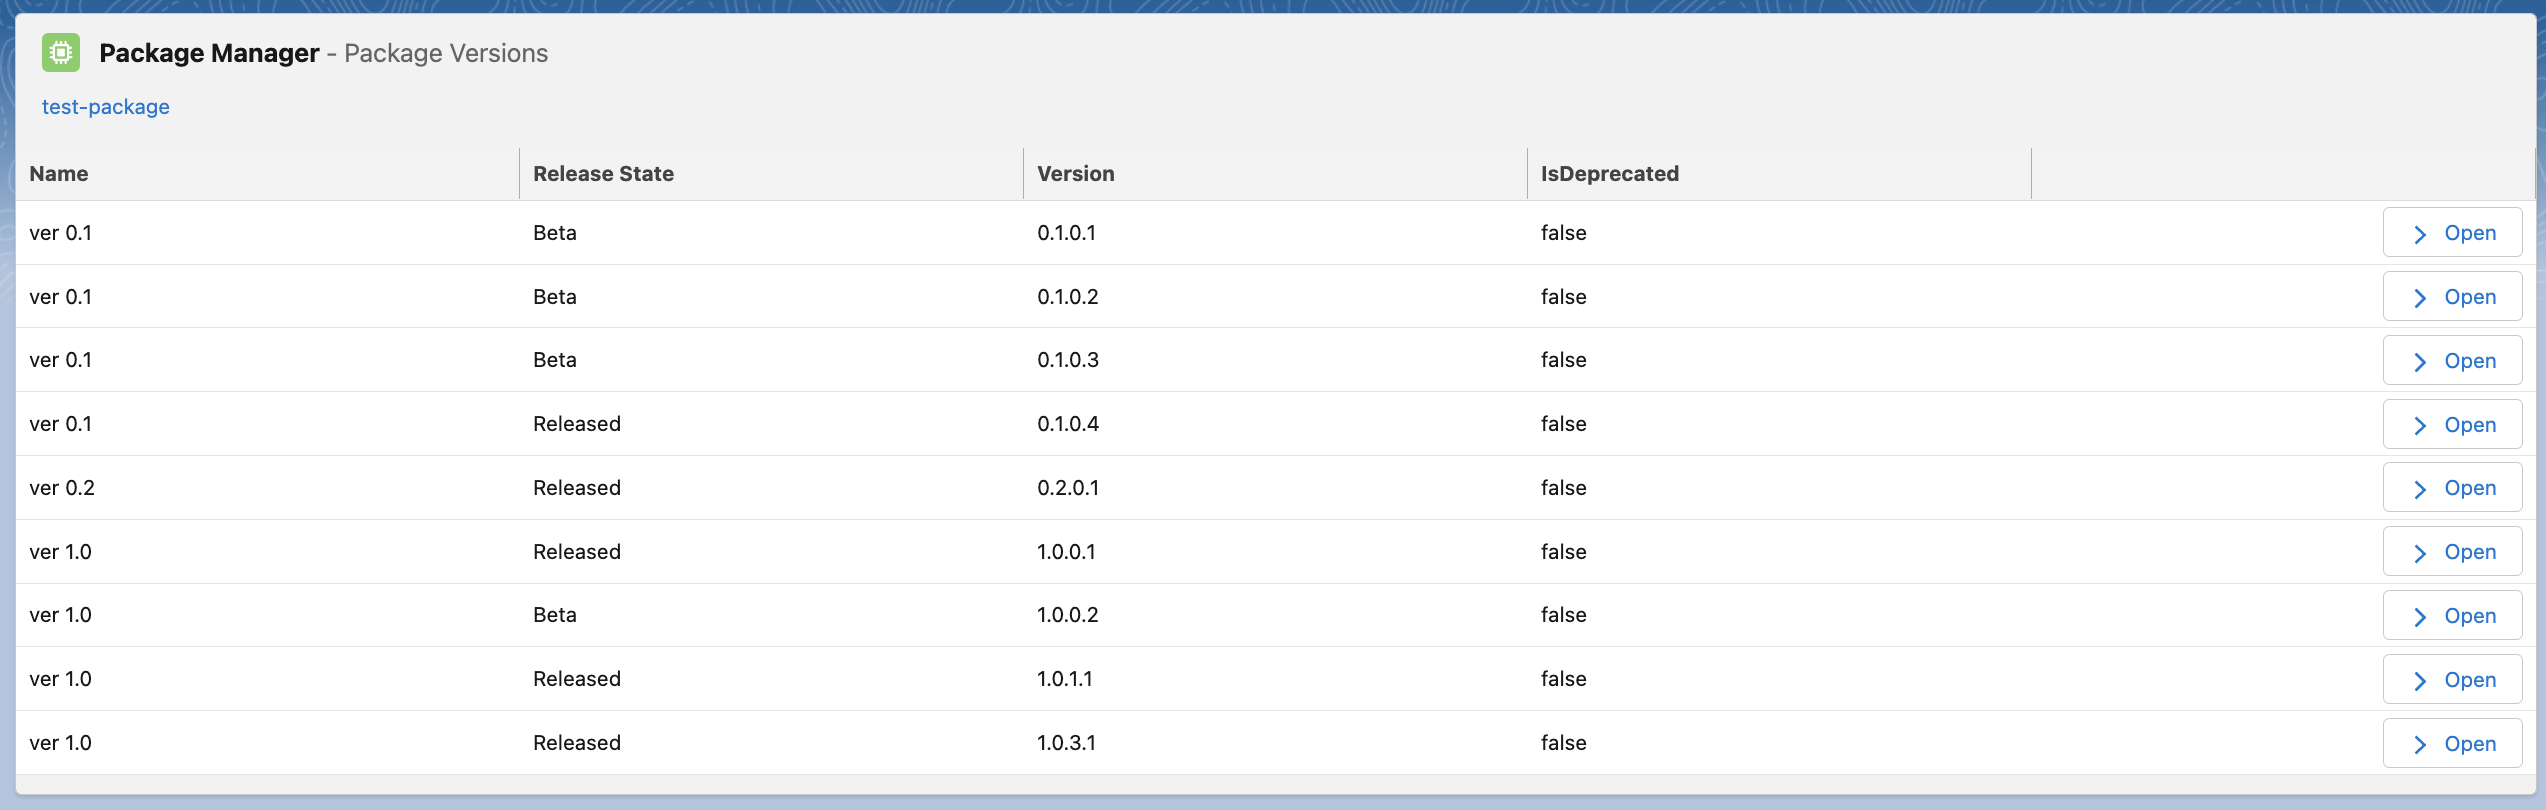 Package Manager - Package Versions
test-package
Name Release State Version IsDeprecated
ver 0.1 Beta 0.1.0.1 false Open
ver 0.1 Beta 0.1.0.2 false Open
ver 0.1 Beta 0.1.0.3 false Open
ver 0.1 Released 0.1.0.4 false Open
ver 0.2 Released 0.2.0.1 false Open
ver 1.0 Released 1.0.0.1 false Open
ver 1.0 Beta 1.0.0.2 false Open
ver 1.0 Released 1.0.1.1 false Open
ver 1.0 Released 1.0.3.1 false Open